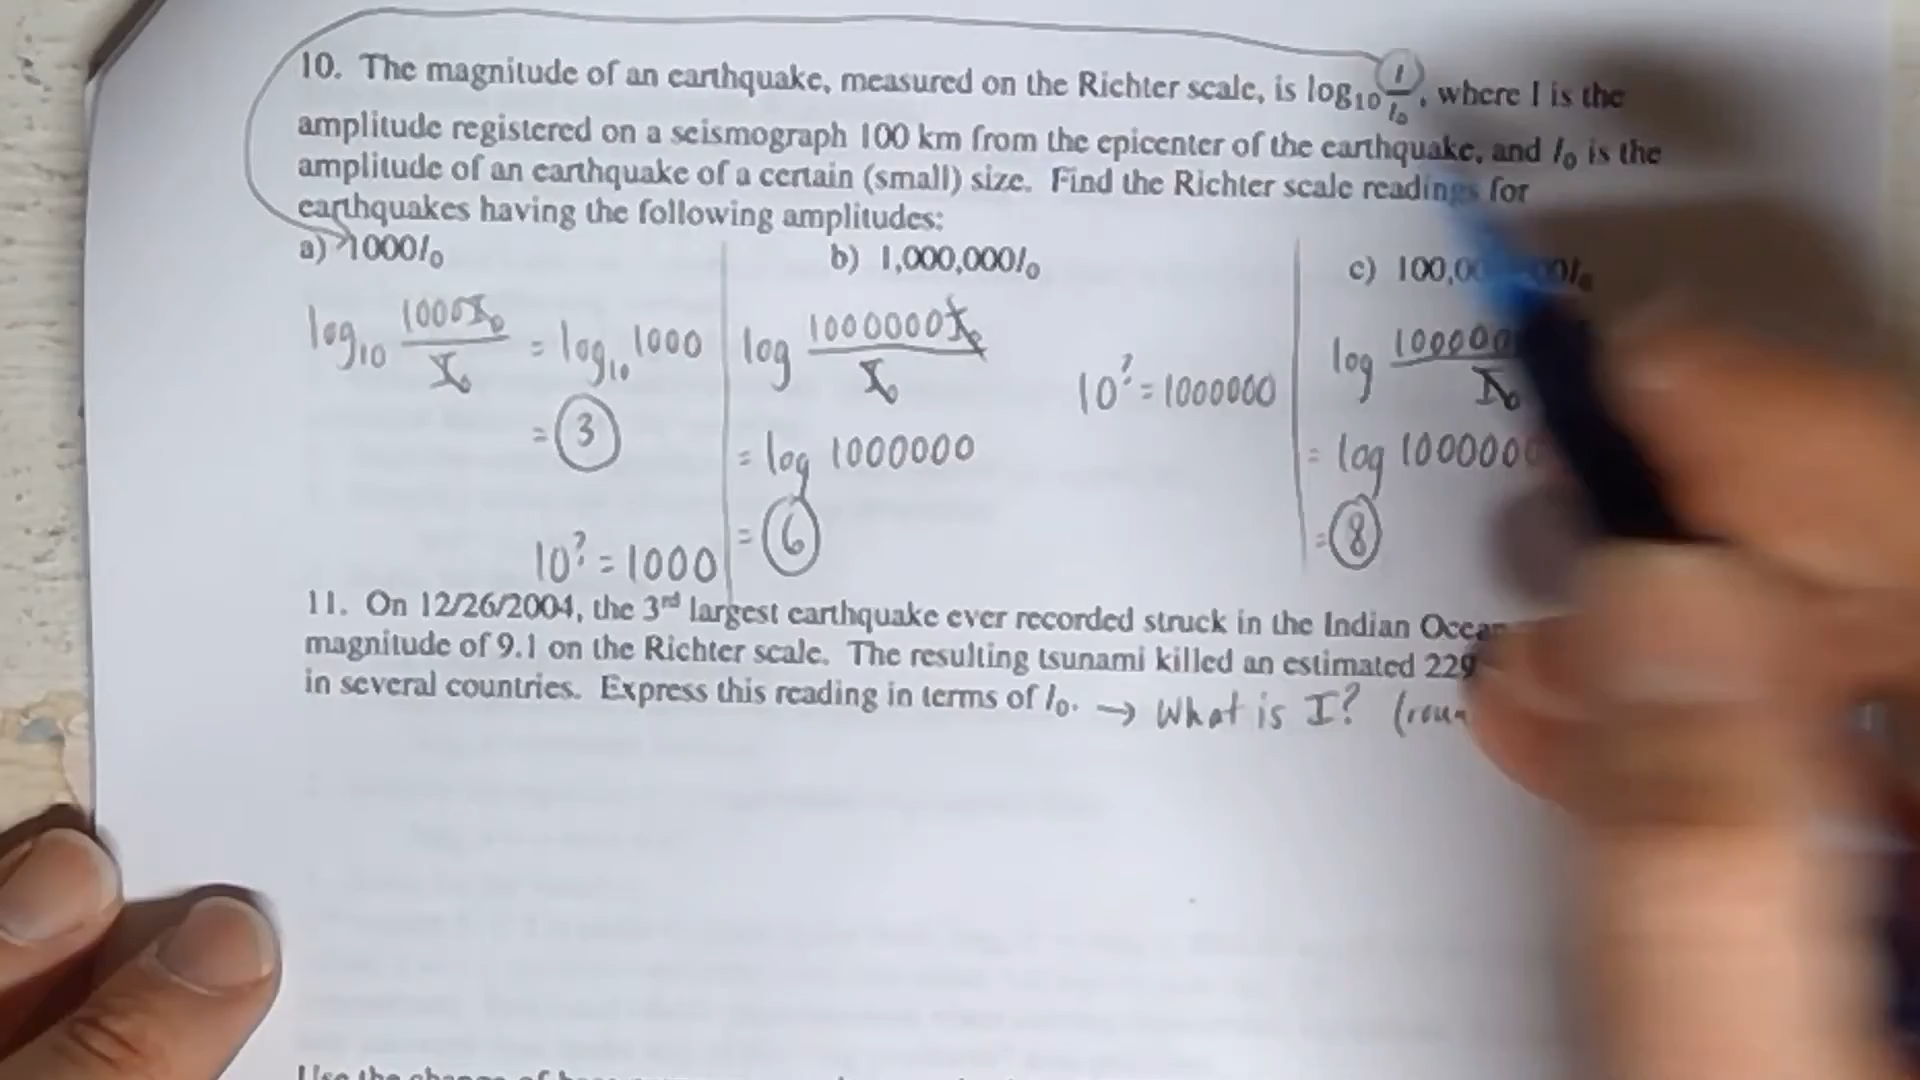 10. The magnitude of an earthquake, measured on the Richter scale, is log₁₀ I/I₀, where I is the
amplitude registered on a seismograph 100 km from the epicenter of the earthquake, and I₀ is the
amplitude of an earthquake of a certain (small) size. Find the Richter scale readings for
earthquakes having the following amplitudes:
a) 1000I₀ b) 1,000,000I₀ c)
log₁₀ 1000I₀/I₀ = log₁₀ 1000
= 3
10^? = 1000
log 1000000I₀/I₀
= log 1000000
= 6
10^? = 1000000
log
= log
= 8
11. On 12/26/2004, the 3rd largest earthquake ever recorded struck in the Indian
magnitude of 9.1 on the Richter scale. The resulting tsunami killed an estimated
in several countries. Express this reading in terms of I₀. → What is I?